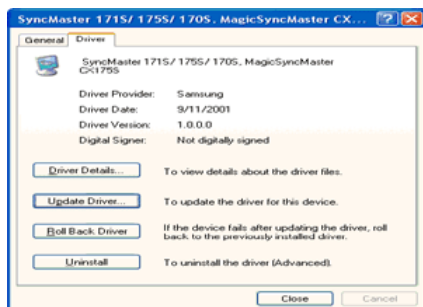 SyncMaster 171S/ 175S/ 170S, MagicSyncMaster CX...
General
Driver
SyncMaster 171S/ 175S/ 170S, MagicSyncMaster
CX175S
Driver Provider: Samsung
Driver Date: 9/11/2001
Driver Version: 1.0.0.0
Digital Signer: Not digitally signed
Driver Details... To view details about the driver files.
Update Driver... To update the driver for this device.
Roll Back Driver If the device fails after updating the driver, roll
back to the previously installed driver.
Uninstall To uninstall the driver (Advanced).
Close Cancel